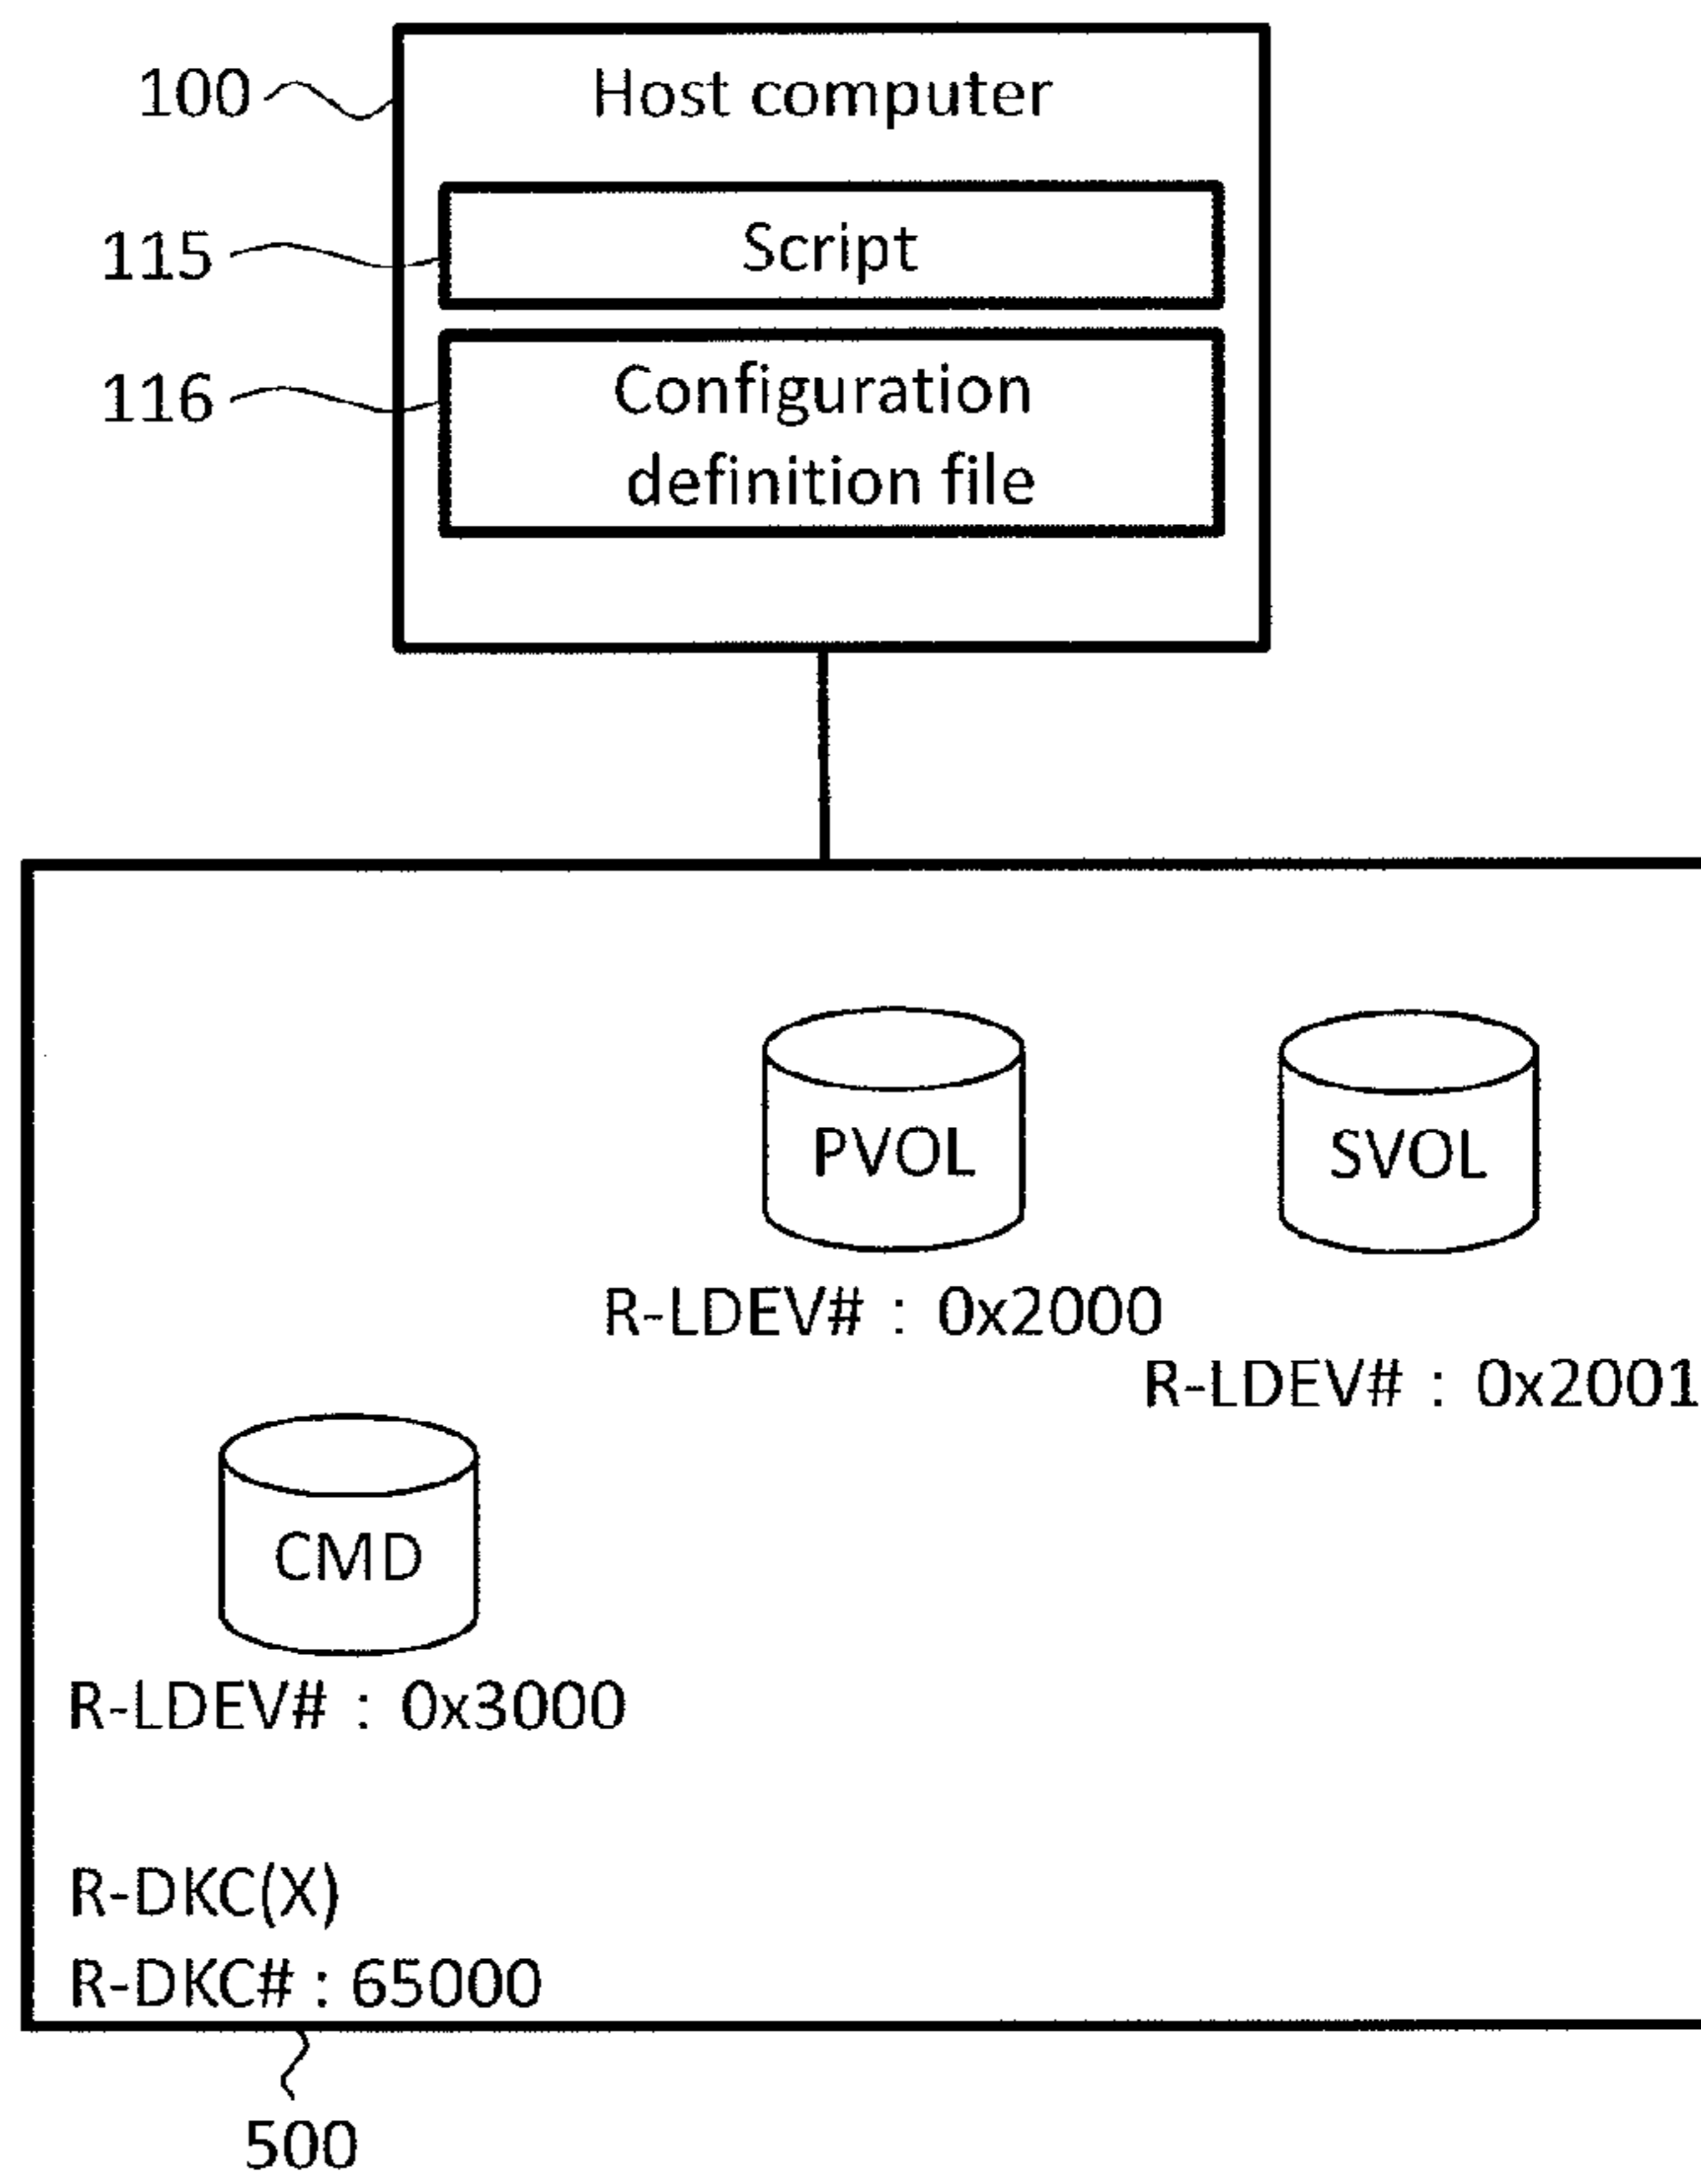 100
Host computer
115
Script
116
Configuration
definition file
PVOL
SVOL
R-LDEV# : 0x2000
R-LDEV# : 0x2001
CMD
R-LDEV# : 0x3000
R-DKC(X)
R-DKC# : 65000
500